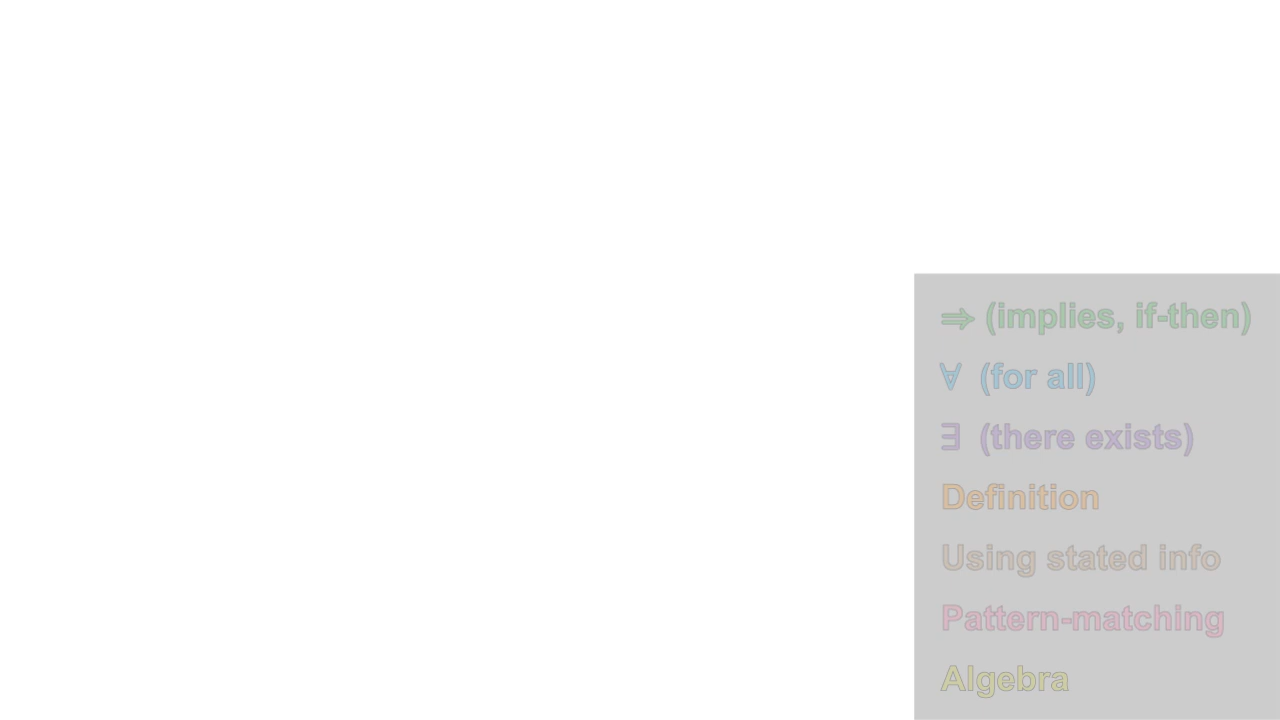 ⇒ (implies, if-then)
∀ (for all)
∃ (there exists)
Definition
Using stated info
Pattern-matching
Algebra